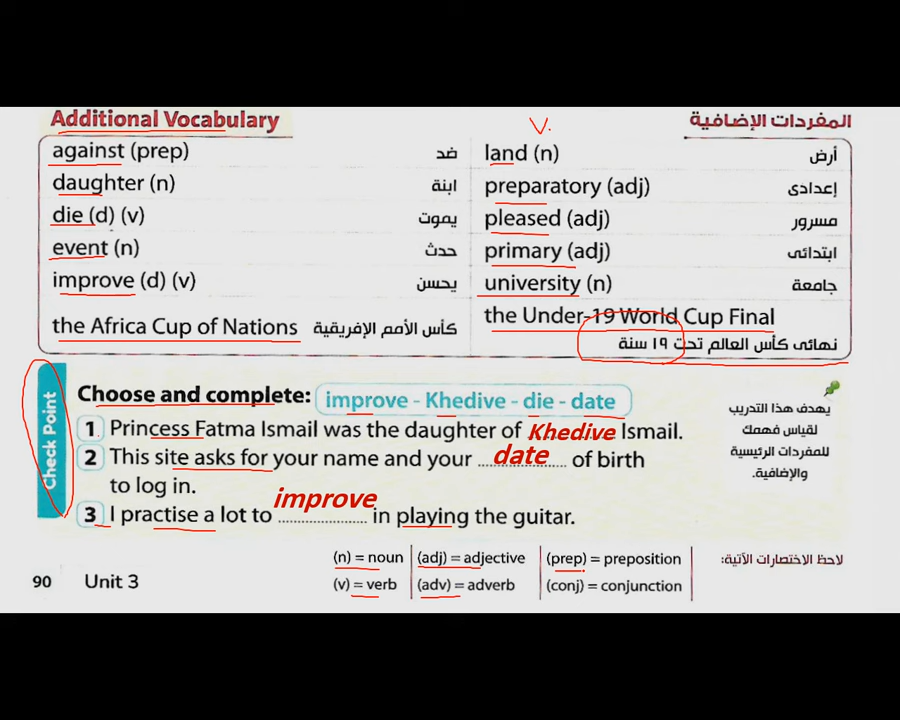 Additional Vocabulary
المفردات الإضافية
v.
against (prep) ضد
daughter (n) ابنة
die (d) (v) يموت
event (n) حدث
improve (d) (v) يحسن
the Africa Cup of Nations كأس الأمم الإفريقية
land (n) أرض
preparatory (adj) إعدادى
pleased (adj) مسرور
primary (adj) ابتدائى
university (n) جامعة
the Under-19 World Cup Final
نهائى كأس العالم تحت ١٩ سنة
Check Point
Choose and complete: improve - Khedive - die - date
1 Princess Fatma Ismail was the daughter of Khedive Ismail.
2 This site asks for your name and your date of birth
to log in.
3 I practise a lot to improve in playing the guitar.
يهدف هذا التدريب
لقياس فهمك
للمفردات الرئيسية
والإضافية.
(n) = noun (adj) = adjective (prep) = preposition لاحظ الاختصارات الآتية:
(v) = verb (adv) = adverb (conj) = conjunction
90 Unit 3